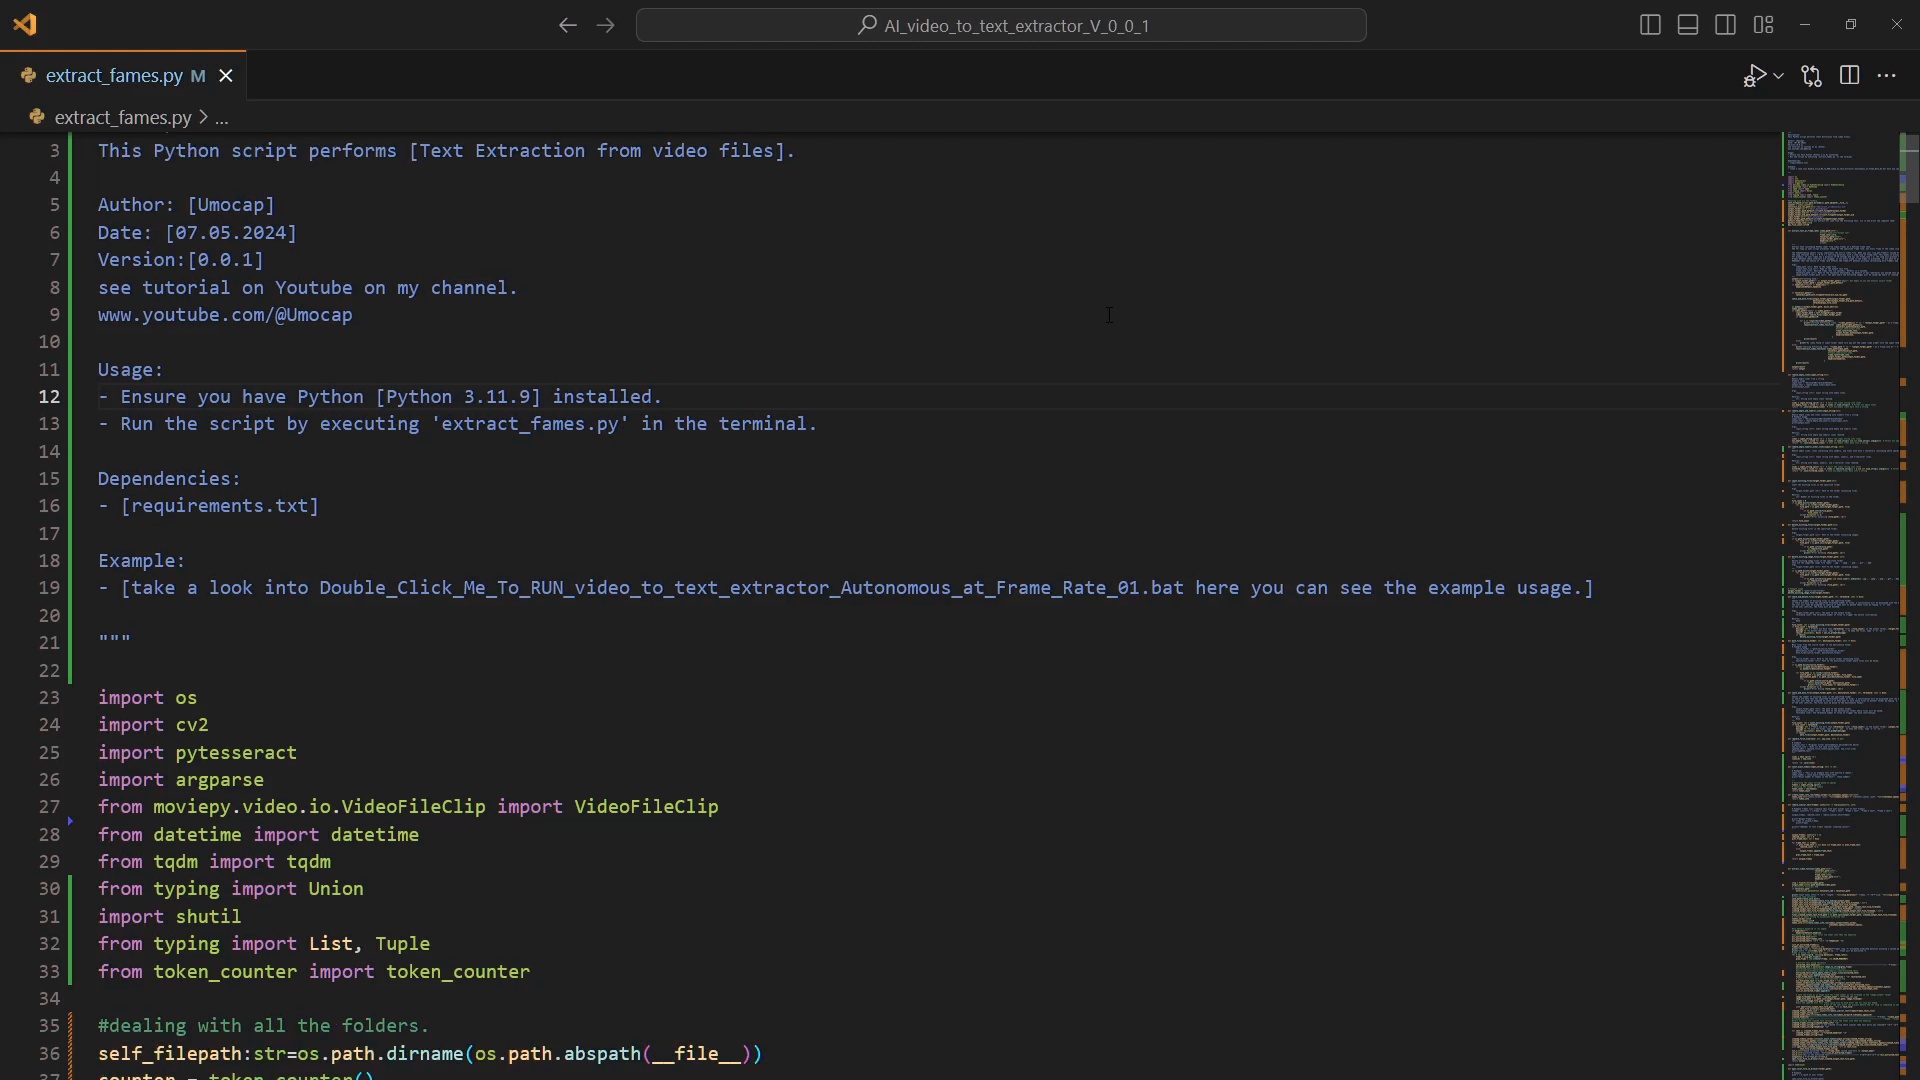 AI_video_to_text_extractor_V_0_0_1
extract_fames.py M
extract_fames.py > ...
3 This Python script performs [Text Extraction from video files].
4
5 Author: [Umocap]
6 Date: [07.05.2024]
7 Version:[0.0.1]
8 see tutorial on Youtube on my channel.
9 www.youtube.com/@Umocap
10
11 Usage:
12 - Ensure you have Python [Python 3.11.9] installed.
13 - Run the script by executing 'extract_fames.py' in the terminal.
14
15 Dependencies:
16 - [requirements.txt]
17
18 Example:
19 - [take a look into Double_Click_Me_To_RUN_video_to_text_extractor_Autonomous_at_Frame_Rate_01.bat here you can see the example usage.]
20
21 """
22
23 import os
24 import cv2
25 import pytesseract
26 import argparse
27 from moviepy.video.io.VideoFileClip import VideoFileClip
28 from datetime import datetime
29 from tqdm import tqdm
30 from typing import Union
31 import shutil
32 from typing import List, Tuple
33 from token_counter import token_counter
34
35 #dealing with all the folders.
36 self_filepath:str=os.path.dirname(os.path.abspath(__file__))
37 counter = token_counter()